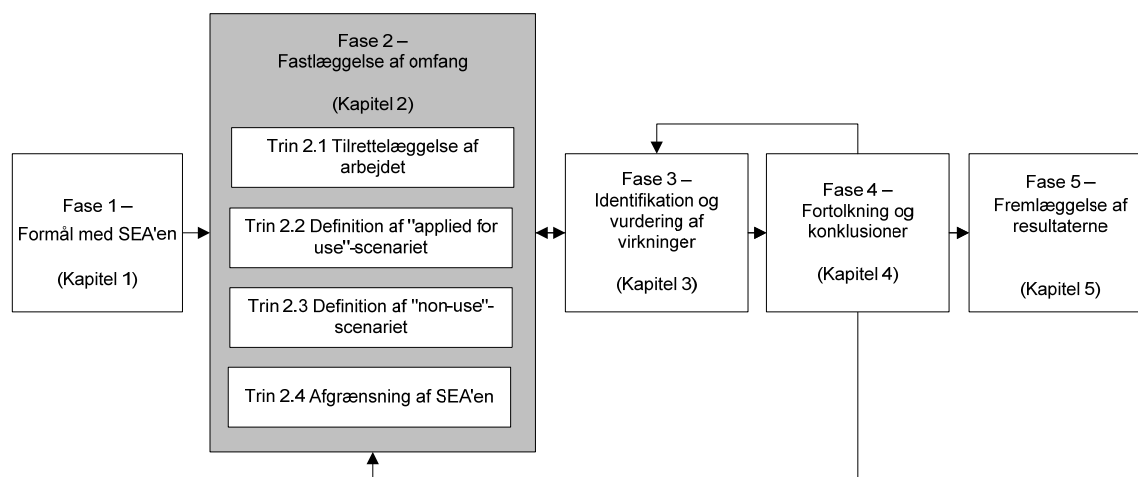 Fase 1 –
Formål med SEA'en
(Kapitel 1)
Fase 2 –
Fastlæggelse af omfang
(Kapitel 2)
Trin 2.1 Tilrettelæggelse af
arbejdet
Trin 2.2 Definition af "applied for
use"-scenariet
Trin 2.3 Definition af "non-use"-
scenariet
Trin 2.4 Afgrænsning af SEA'en
Fase 3 –
Identifikation og
vurdering af
virkninger
(Kapitel 3)
Fase 4 –
Fortolkning og
konklusioner
(Kapitel 4)
Fase 5 –
Fremlæggelse af
resultaterne
(Kapitel 5)